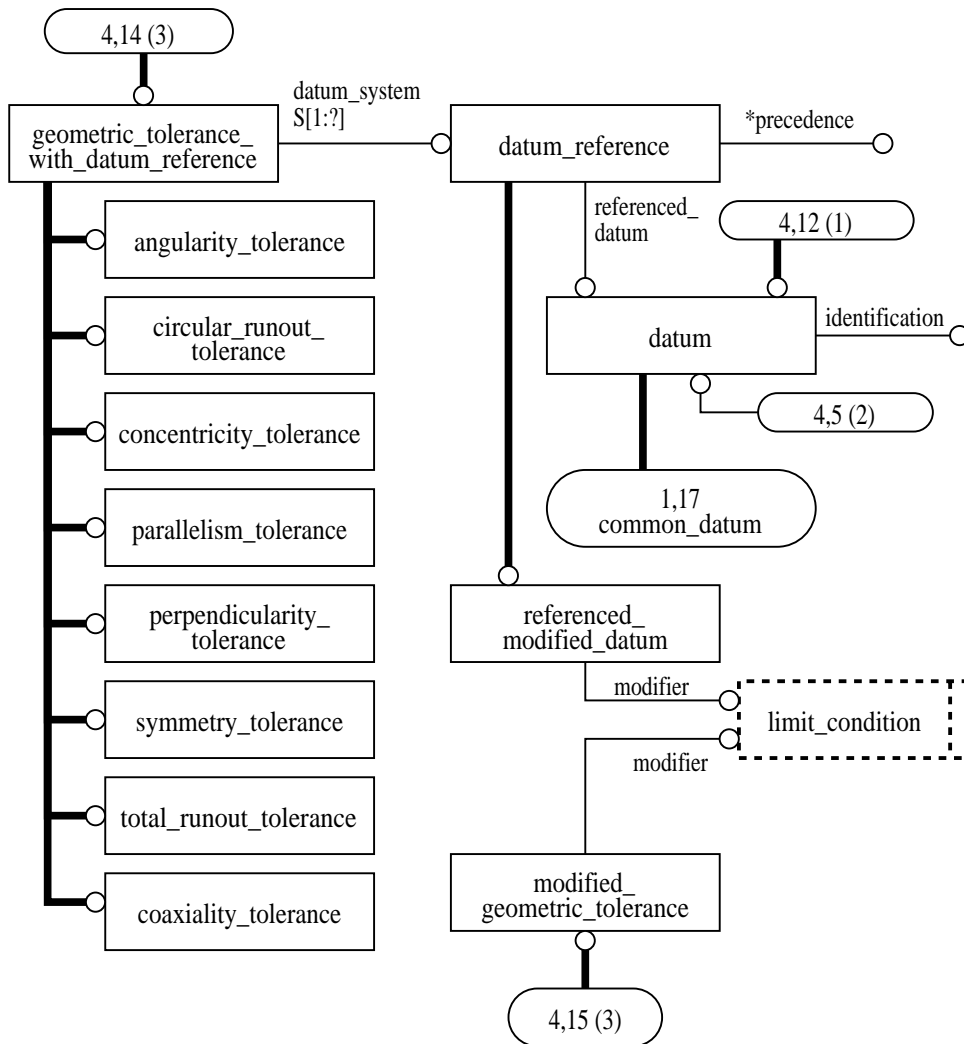 4,14 (3)
datum_system
S[1:?]
geometric_tolerance_
with_datum_reference
datum_reference
*precedence
angularity_tolerance
referenced_
datum
4,12 (1)
circular_runout_
tolerance
datum
identification
concentricity_tolerance
4,5 (2)
1,17
common_datum
parallelism_tolerance
perpendicularity_
tolerance
referenced_
modified_datum
modifier
symmetry_tolerance
limit_condition
modifier
total_runout_tolerance
modified_
geometric_tolerance
coaxiality_tolerance
4,15 (3)